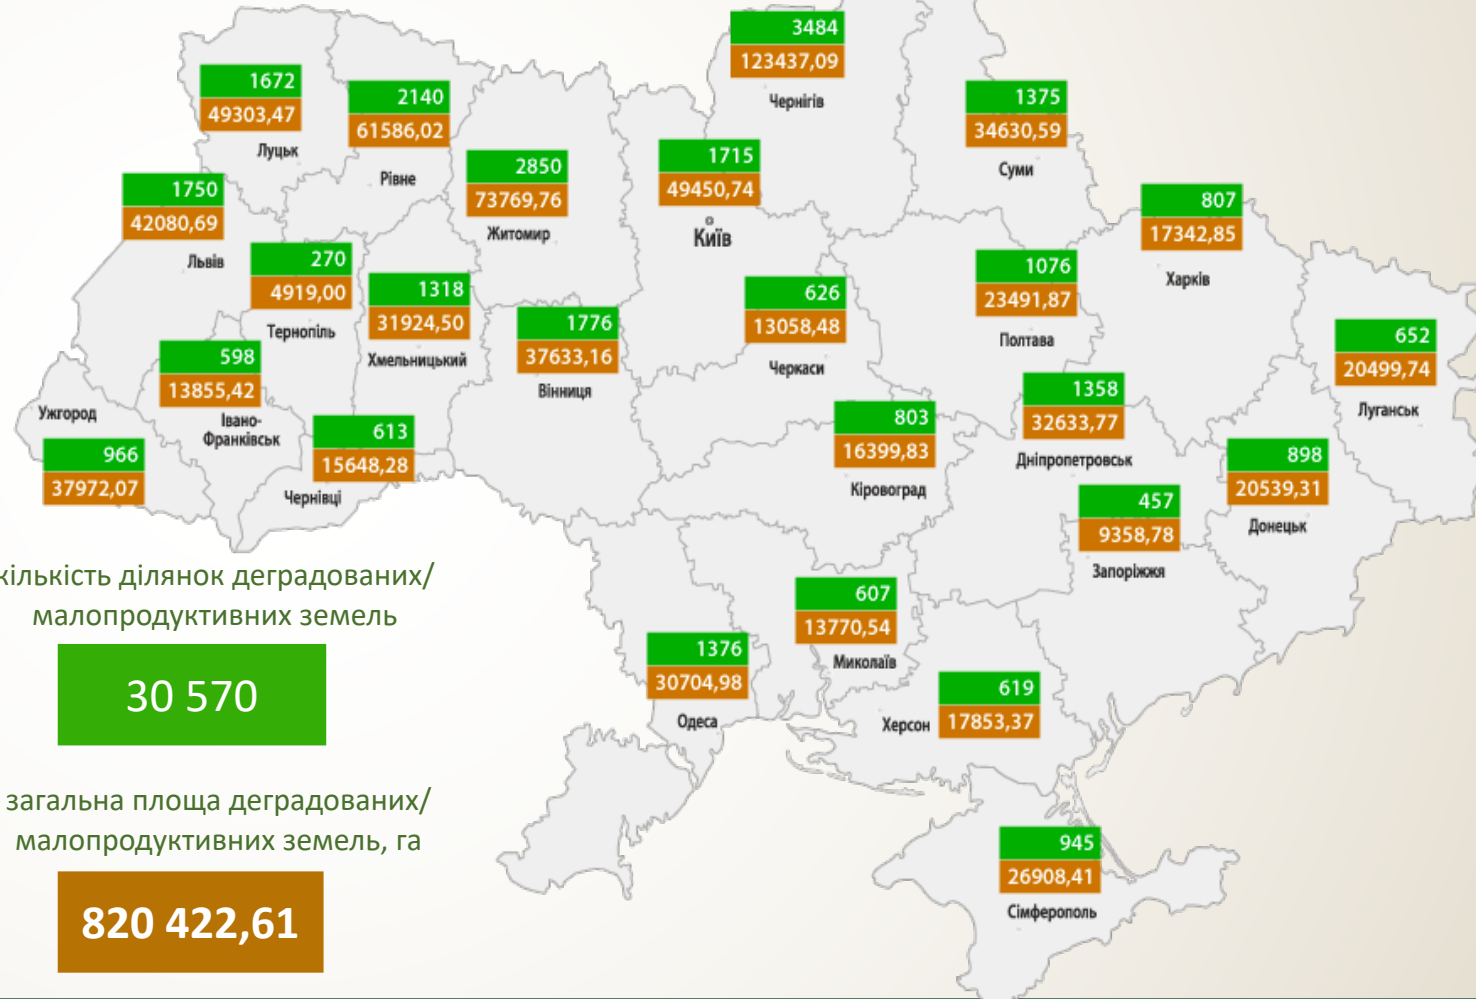 3484
123437,09
Чернігів
1672
49303,47
Луцьк
2140
61586,02
Рівне
1375
34630,59
Суми
2850
73769,76
Житомир
1715
49450,74
Київ
1750
42080,69
Львів
807
17342,85
Харків
270
4919,00
Тернопіль
1318
31924,50
Хмельницький
1076
23491,87
Полтава
626
13058,48
Черкаси
1776
37633,16
Вінниця
652
20499,74
Луганськ
598
13855,42
Івано-
Франківськ
1358
32633,77
Дніпропетровськ
Ужгород
966
37972,07
613
15648,28
Чернівці
803
16399,83
Кіровоград
898
20539,31
Донецьк
457
9358,78
Запоріжжя
кількість ділянок деградованих/
малопродуктивних земель
30 570
607
13770,54
Миколаїв
1376
30704,98
Одеса
619
17853,37
Херсон
загальна площа деградованих/
малопродуктивних земель, га
820 422,61
945
26908,41
Сімферополь